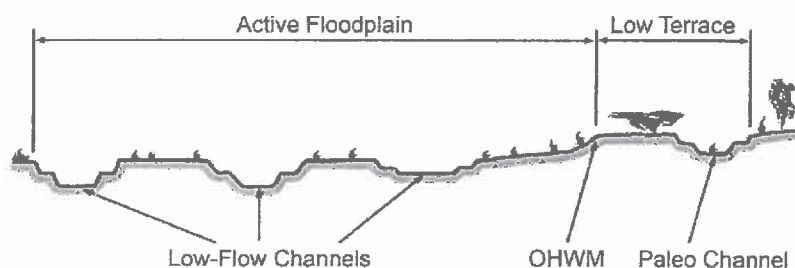 Active Floodplain
Low Terrace
Low-Flow Channels
OHWM
Paleo Channel